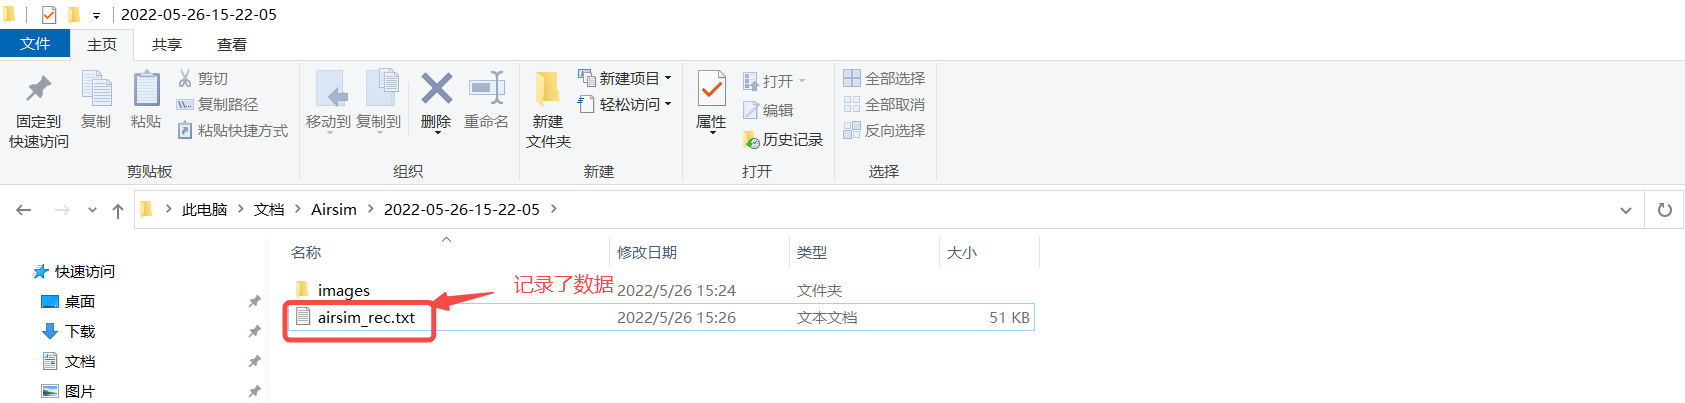 2022-05-26-15-22-05
文件 主页 共享 查看
固定到快速访问
复制
粘贴
剪切
复制路径
粘贴快捷方式
剪贴板
移动到
复制到
删除
重命名
组织
新建文件夹
新建项目
轻松访问
新建
属性
打开
编辑
历史记录
打开
全部选择
全部取消
反向选择
选择
此电脑 文档 Airsim 2022-05-26-15-22-05
快速访问
桌面
下载
文档
图片
名称 修改日期 类型 大小
记录了数据
images 2022/5/26 15:24 文件夹
airsim_rec.txt 2022/5/26 15:26 文本文档 51 KB